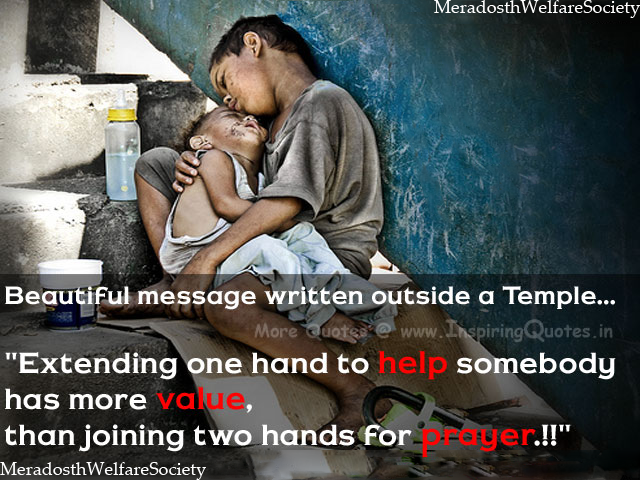 MeradosthWelfareSociety
Beautiful message written outside a Temple...
More Quotes @ www.InspiringQuotes.in
"Extending one hand to help somebody
has more value,
than joining two hands for prayer.!!"
MeradosthWelfareSociety